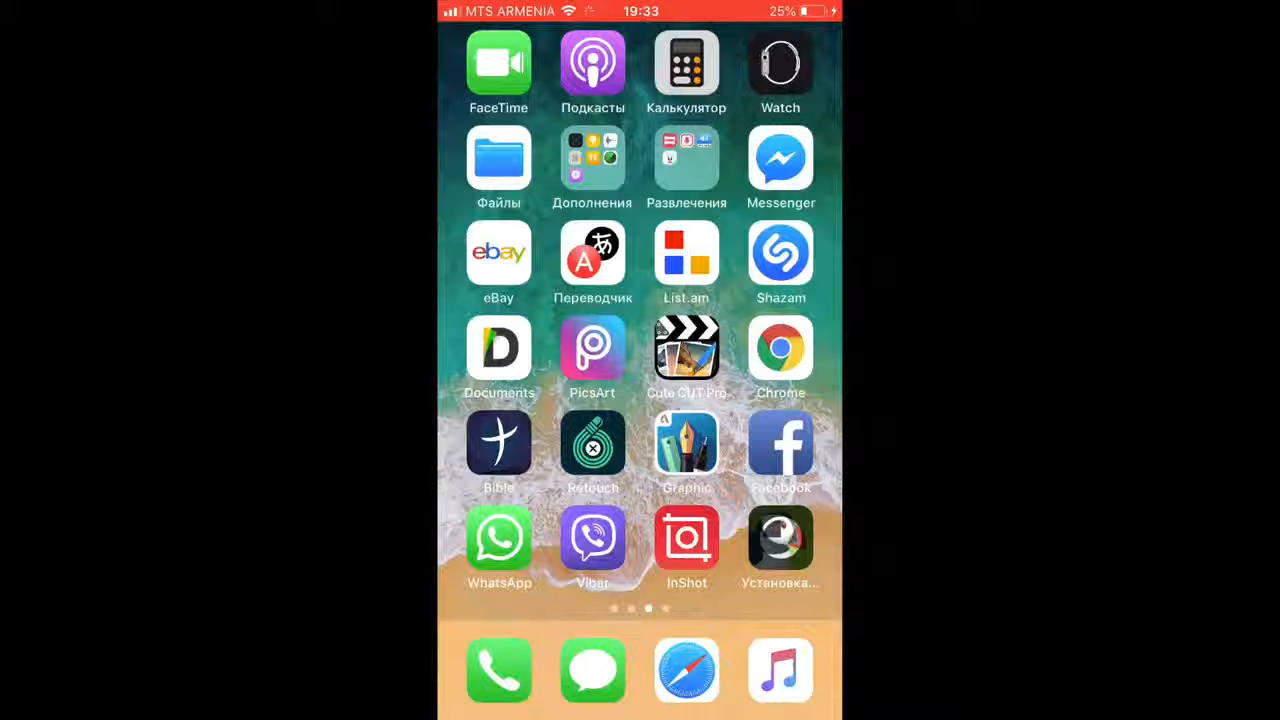 MTS ARMENIA 19:33 25%
FaceTime Подкасты Калькулятор Watch
Файлы Дополнения Развлечения Messenger
ebay あ A
eBay Переводчик List.am Shazam
D
Documents PicsArt Cute CUT Pro Chrome
Bible Retouch Graphic Facebook
WhatsApp Viber InShot Установка...